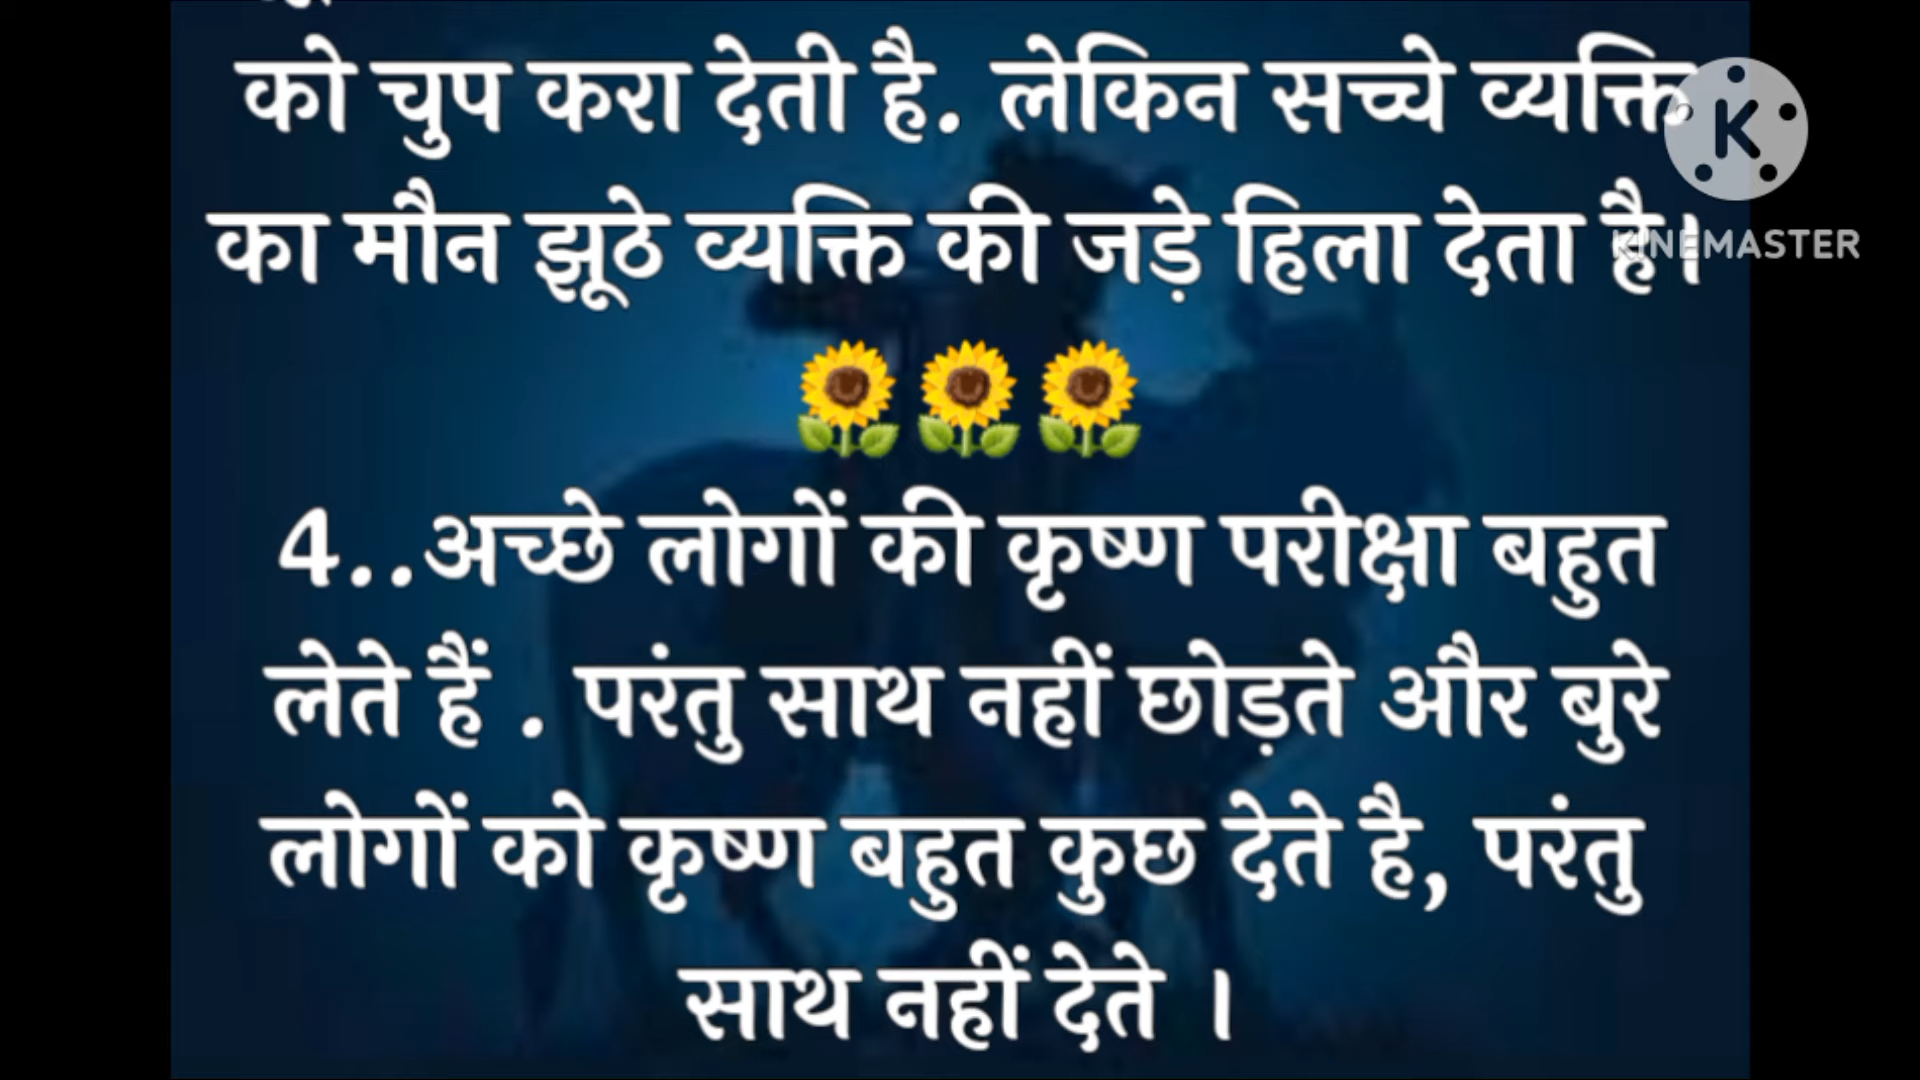 को चुप करा देती है. लेकिन सच्चे व्यक्ति
का मौन झूठे व्यक्ति की जड़े हिला देता है।
K
KINEMASTER
4..अच्छे लोगों की कृष्ण परीक्षा बहुत
लेते हैं . परंतु साथ नहीं छोड़ते और बुरे
लोगों को कृष्ण बहुत कुछ देते है, परंतु
साथ नहीं देते ।